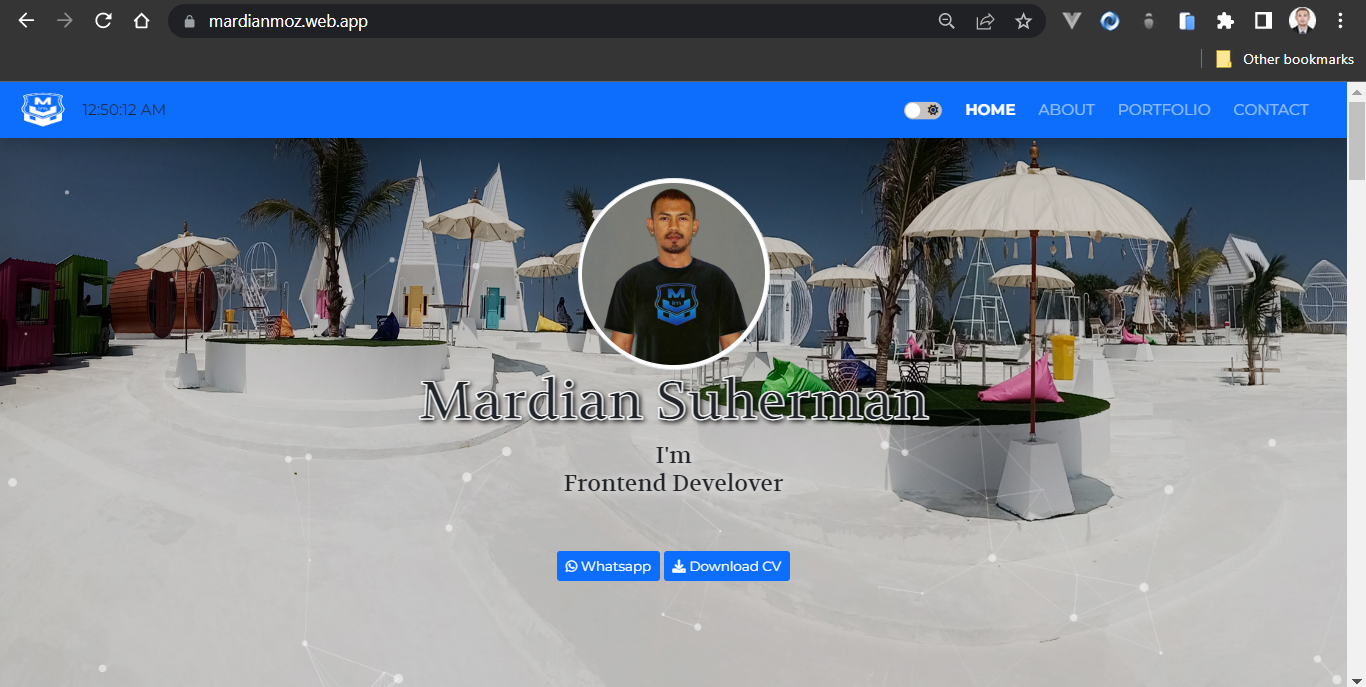 mardianmoz.web.app
Other bookmarks
M
12:50:12 AM
HOME
ABOUT
PORTFOLIO
CONTACT
M
Mardian Suherman
I'm
Frontend Develover
Whatsapp
Download CV